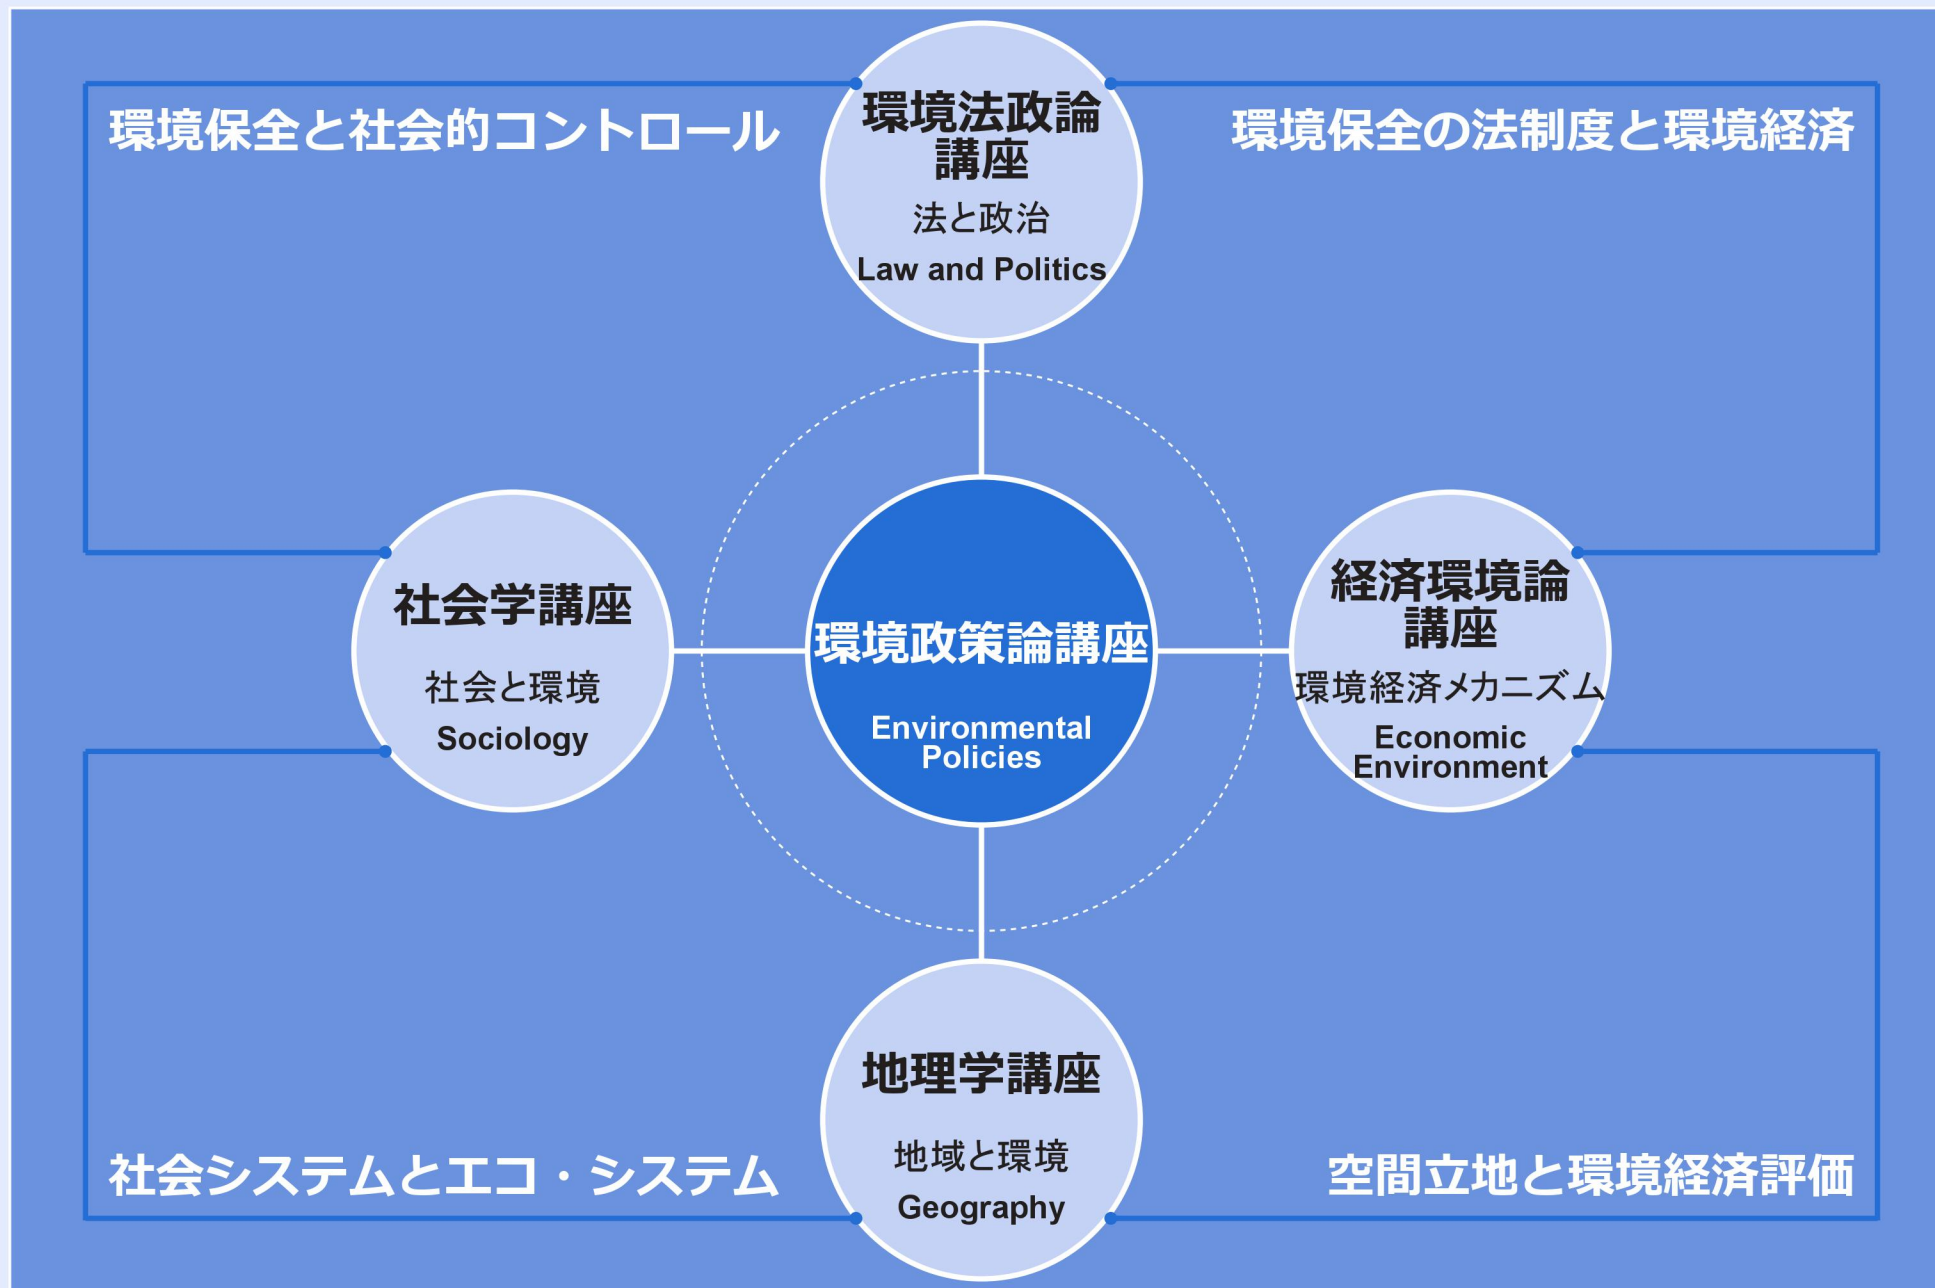 環境保全と社会的コントロール
環境法政論
講座
法と政治
Law and Politics
環境保全の法制度と環境経済
社会学講座
社会と環境
Sociology
環境政策論講座
Environmental
Policies
経済環境論
講座
環境経済メカニズム
Economic
Environment
社会システムとエコ・システム
地理学講座
地域と環境
Geography
空間立地と環境経済評価